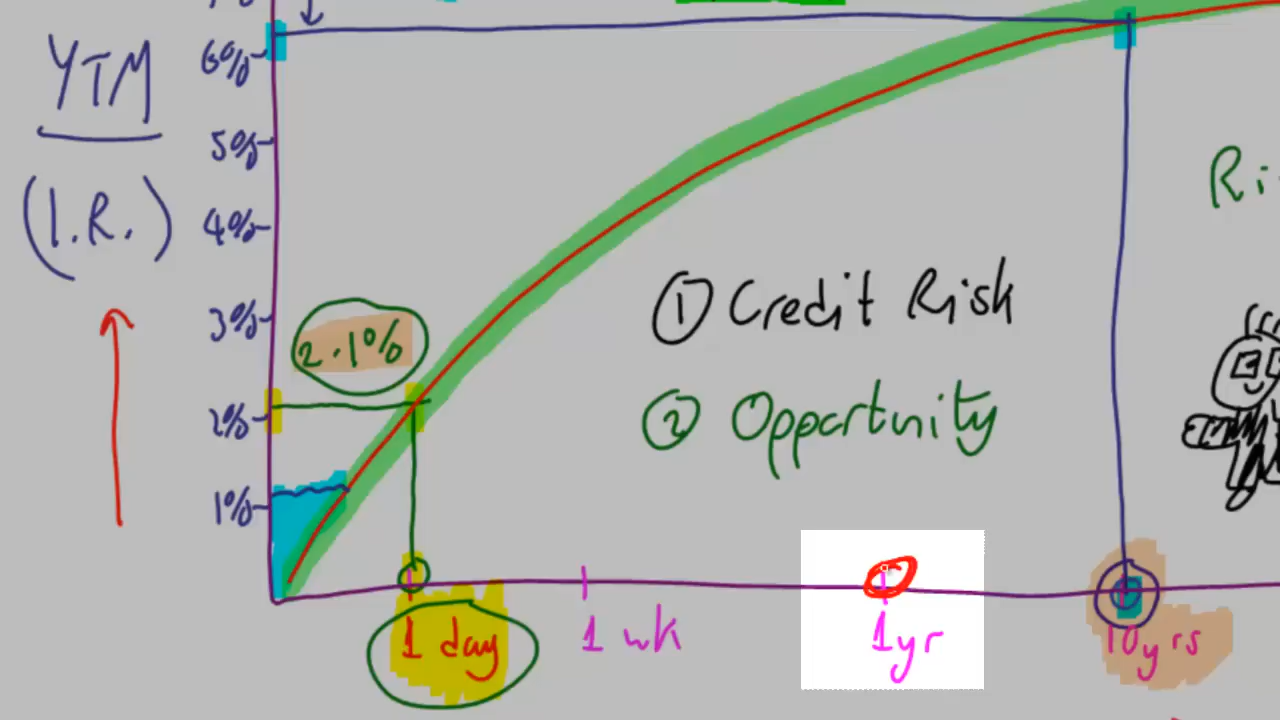 YTM
(I.R.)
6%
5%
4%
3%
2%
1%
2.1%
① Credit Risk
② Opportunity
Ri
1 day
1 wk
1yr
10yrs